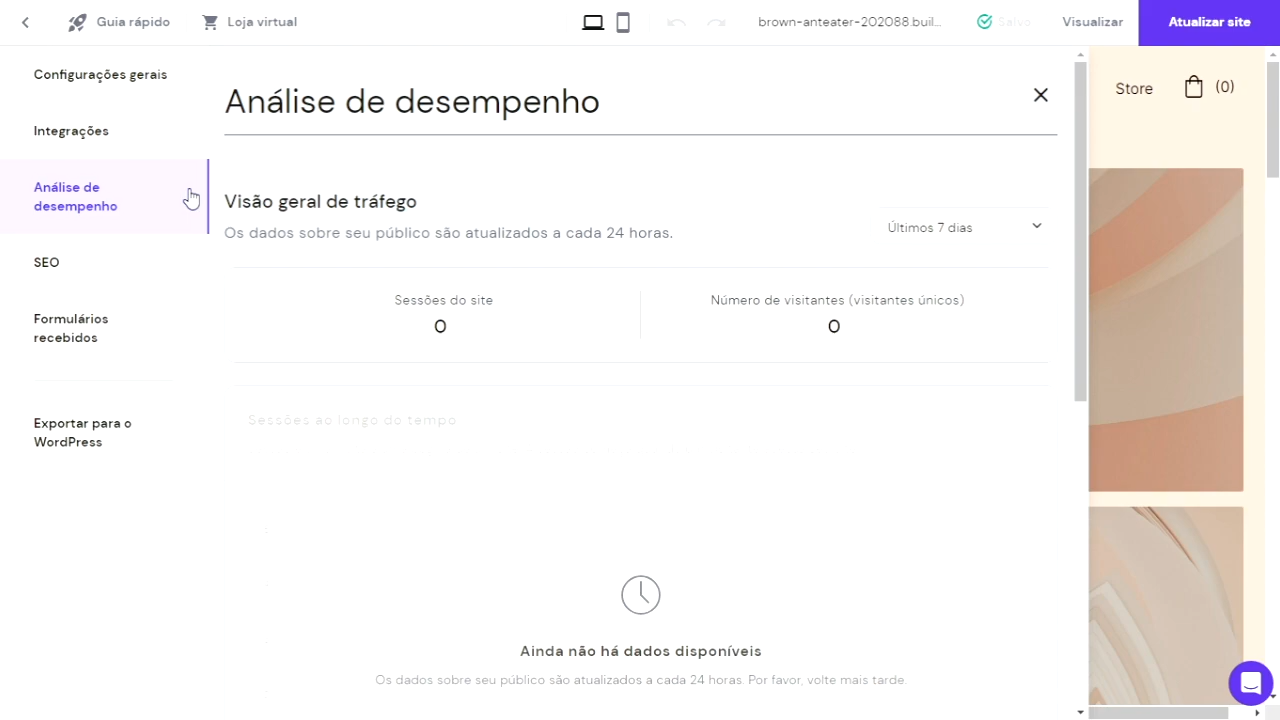 Guia rápido
Loja virtual
brown-anteater-202088.buil...
Salvo
Visualizar
Atualizar site
Configurações gerais
Integrações
Análise de
desempenho
SEO
Formulários
recebidos
Exportar para o
WordPress
Análise de desempenho
Visão geral de tráfego
Os dados sobre seu público são atualizados a cada 24 horas.
Últimos 7 dias
Sessões do site
0
Número de visitantes (visitantes únicos)
0
Sessões ao longo do tempo
Ainda não há dados disponíveis
Os dados sobre seu público são atualizados a cada 24 horas. Por favor, volte mais tarde.
Store
(0)